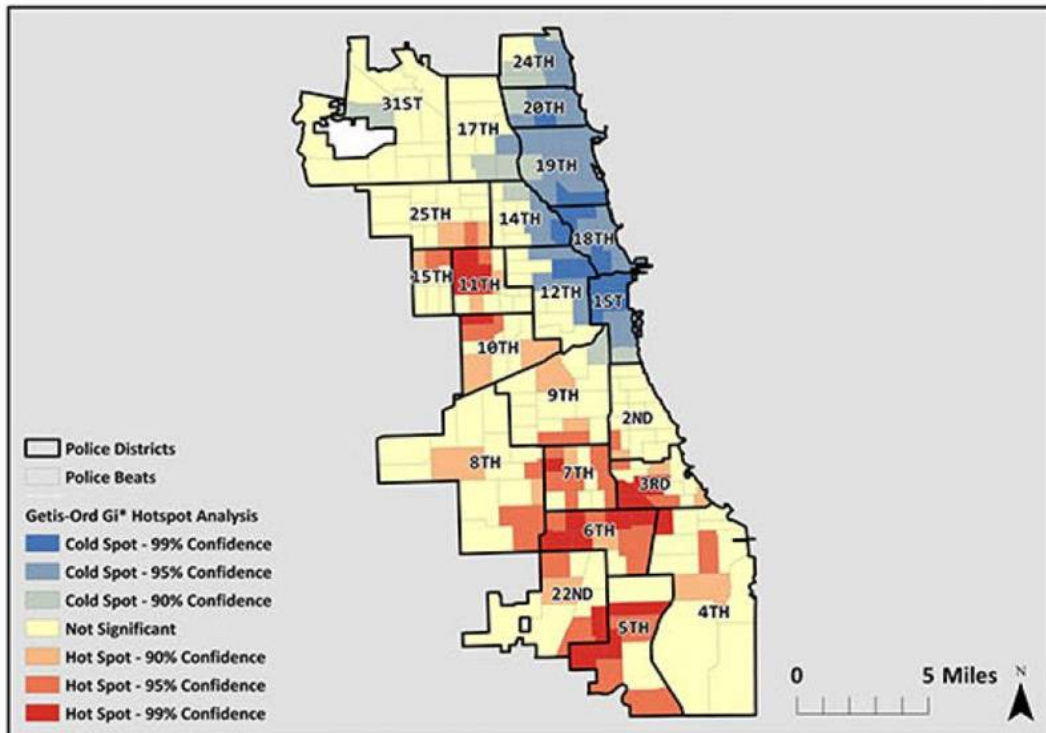 24TH
31ST
20TH
17TH
19TH
25TH
14TH
18TH
15TH
11TH
12TH
1ST
10TH
9TH
2ND
8TH
7TH
3RD
6TH
22ND
4TH
5TH
Police Districts
Police Beats
Getis-Ord Gi* Hotspot Analysis
Cold Spot - 99% Confidence
Cold Spot - 95% Confidence
Cold Spot - 90% Confidence
Not Significant
Hot Spot - 90% Confidence
Hot Spot - 95% Confidence
Hot Spot - 99% Confidence
0 5 Miles
N